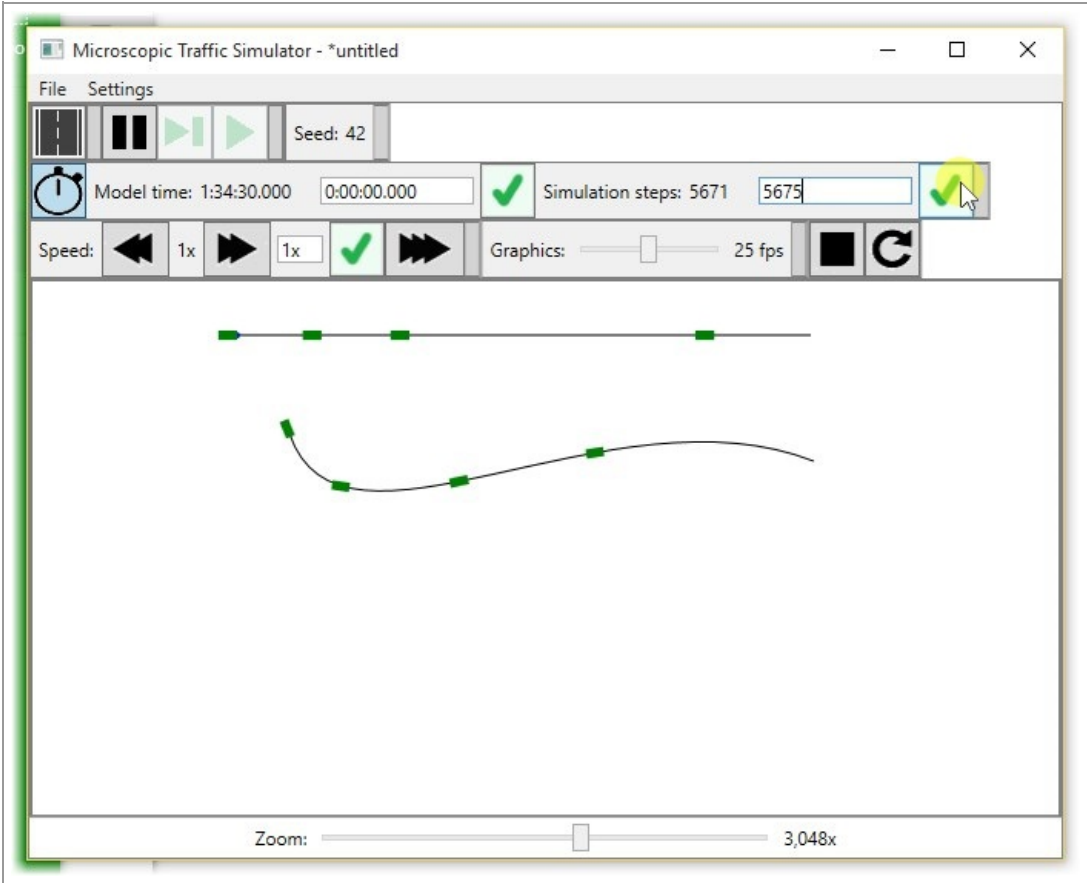 Microscopic Traffic Simulator - *untitled
File Settings
Seed: 42
Model time: 1:34:30.000 0:00:00.000 Simulation steps: 5671 5675
Speed: 1x 1x Graphics: 25 fps
Zoom: 3,048x